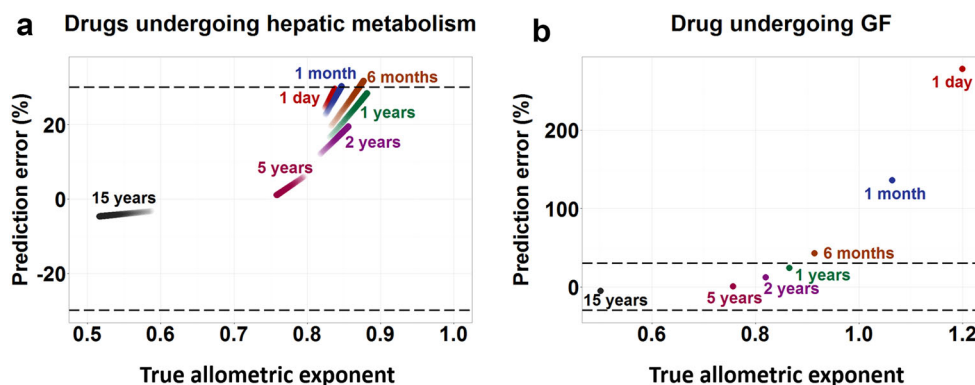 a Drugs undergoing hepatic metabolism
Prediction error (%)
20
0
-20
1 month
6 months
1 day
1 years
2 years
5 years
15 years
0.5 0.6 0.7 0.8 0.9 1.0
True allometric exponent
b Drug undergoing GF
Prediction error (%)
200
100
0
1 day
1 month
6 months
1 years
2 years
5 years
15 years
0.6 0.8 1.0 1.2
True allometric exponent